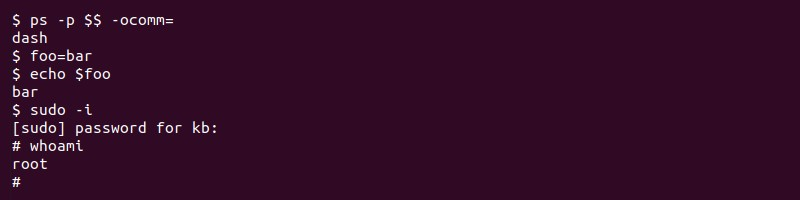 $ ps -p $$ -ocomm=
dash
$ foo=bar
$ echo $foo
bar
$ sudo -i
[sudo] password for kb:
# whoami
root
#